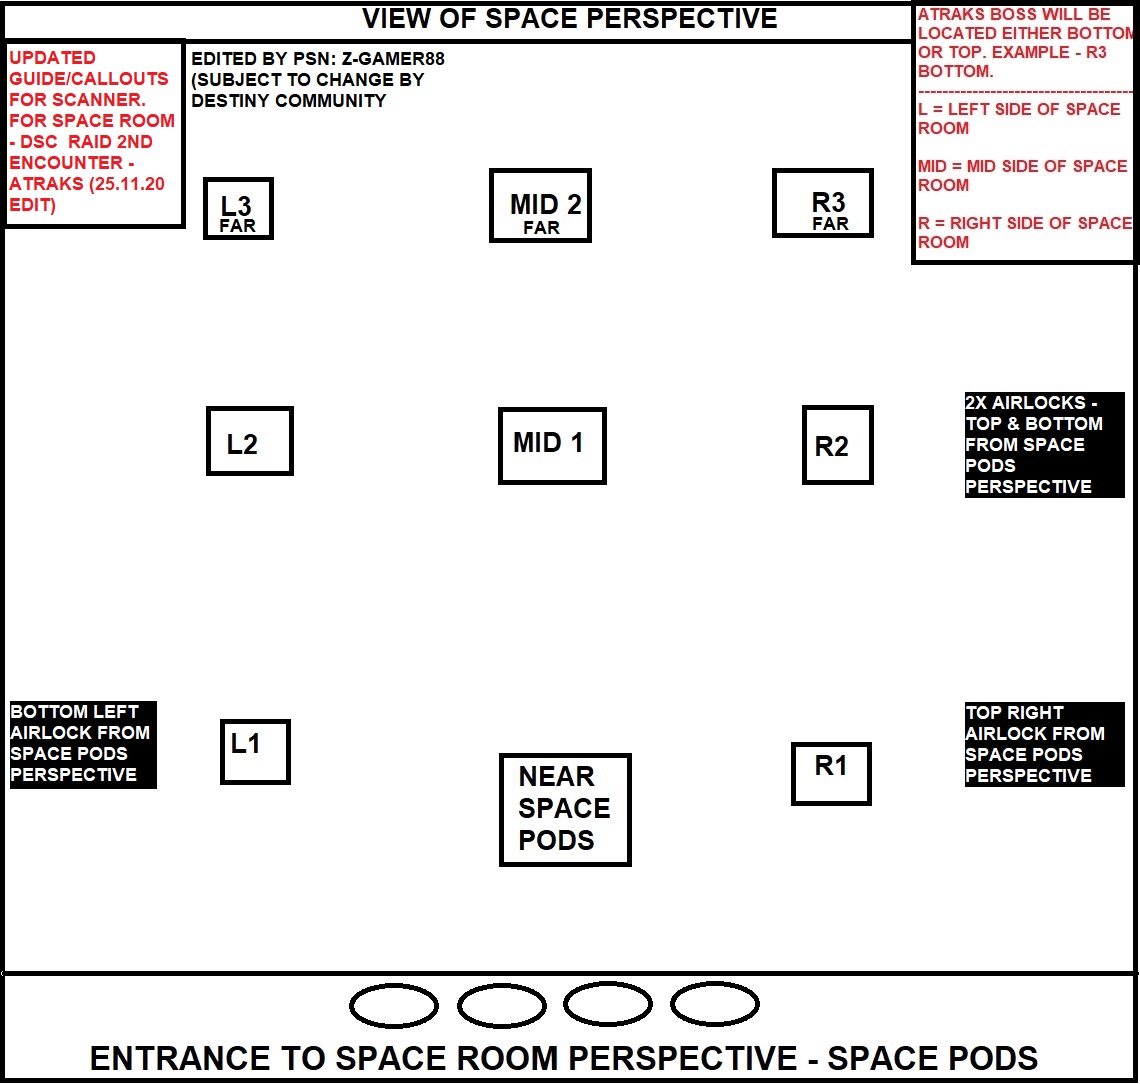 VIEW OF SPACE PERSPECTIVE
UPDATED
GUIDE/CALLOUTS
FOR SCANNER.
FOR SPACE ROOM
- DSC RAID 2ND
ENCOUNTER -
ATRAKS (25.11.20
EDIT)
EDITED BY PSN: Z-GAMER88
(SUBJECT TO CHANGE BY
DESTINY COMMUNITY
ATRAKS BOSS WILL BE
LOCATED EITHER BOTTOM
OR TOP. EXAMPLE - R3
BOTTOM.
------------------------------------
L = LEFT SIDE OF SPACE
ROOM
MID = MID SIDE OF SPACE
ROOM
R = RIGHT SIDE OF SPACE
ROOM
L3
FAR
MID 2
FAR
R3
FAR
L2
MID 1
R2
2X AIRLOCKS -
TOP & BOTTOM
FROM SPACE
PODS
PERSPECTIVE
BOTTOM LEFT
AIRLOCK FROM
SPACE PODS
PERSPECTIVE
L1
NEAR
SPACE
PODS
R1
TOP RIGHT
AIRLOCK FROM
SPACE PODS
PERSPECTIVE
ENTRANCE TO SPACE ROOM PERSPECTIVE - SPACE PODS